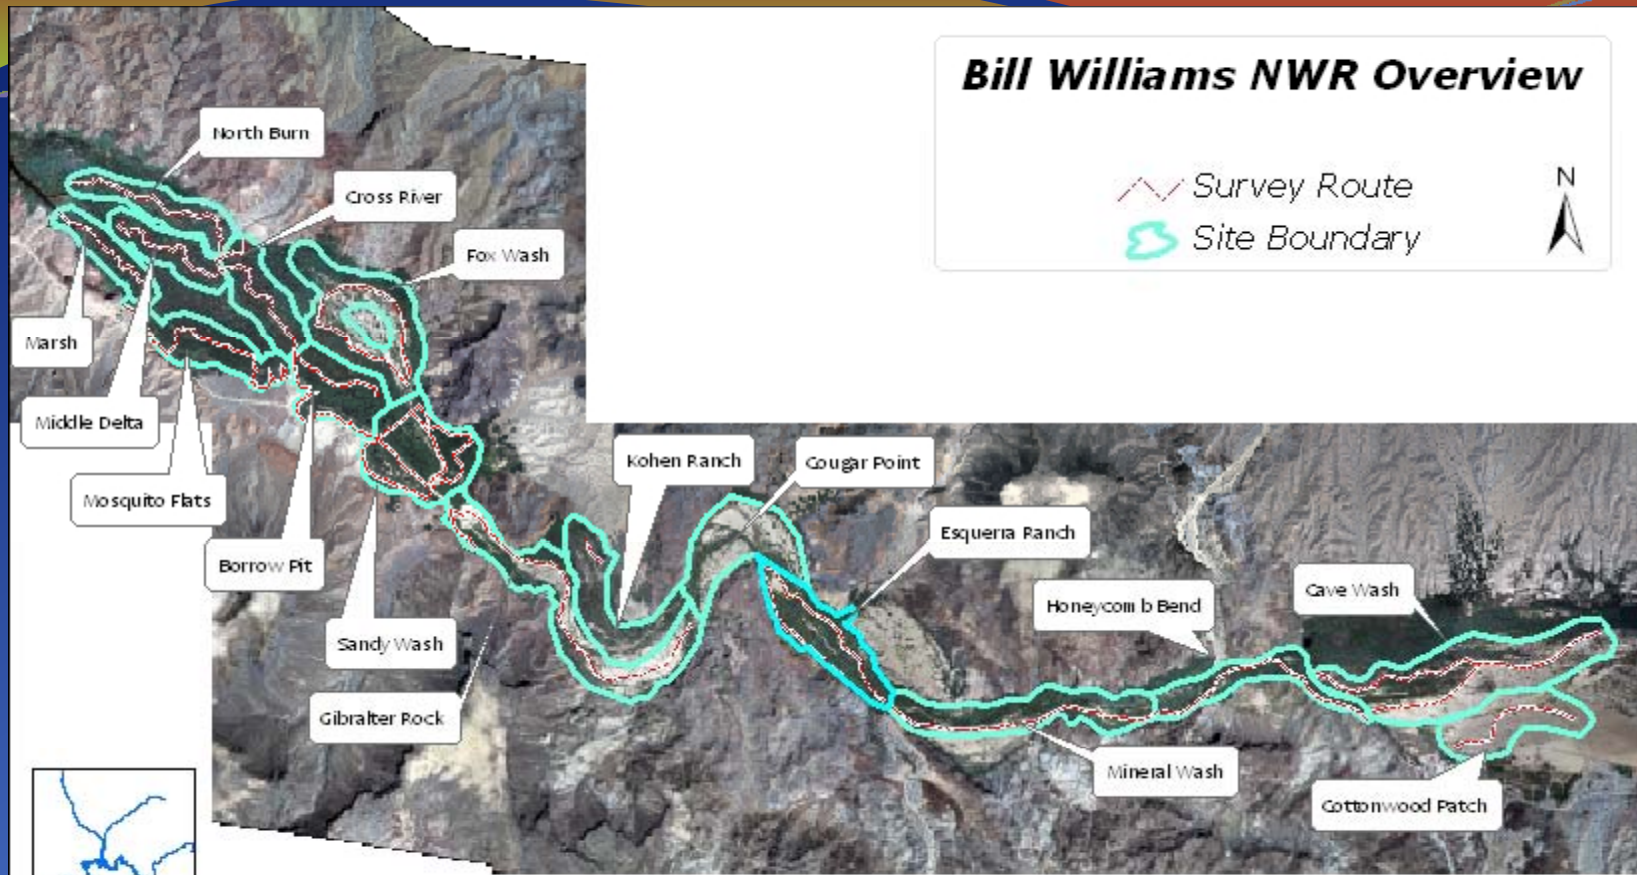 Bill Williams NWR Overview
Survey Route
Site Boundary
N
North Burn
Cross River
Fox Wash
Marsh
Middle Delta
Mosquito Flats
Borrow Pit
Sandy Wash
Gibralter Rock
Kohen Ranch
Cougar Point
Esquerra Ranch
Honeycomb Bend
Cave Wash
Mineral Wash
Cottonwood Patch